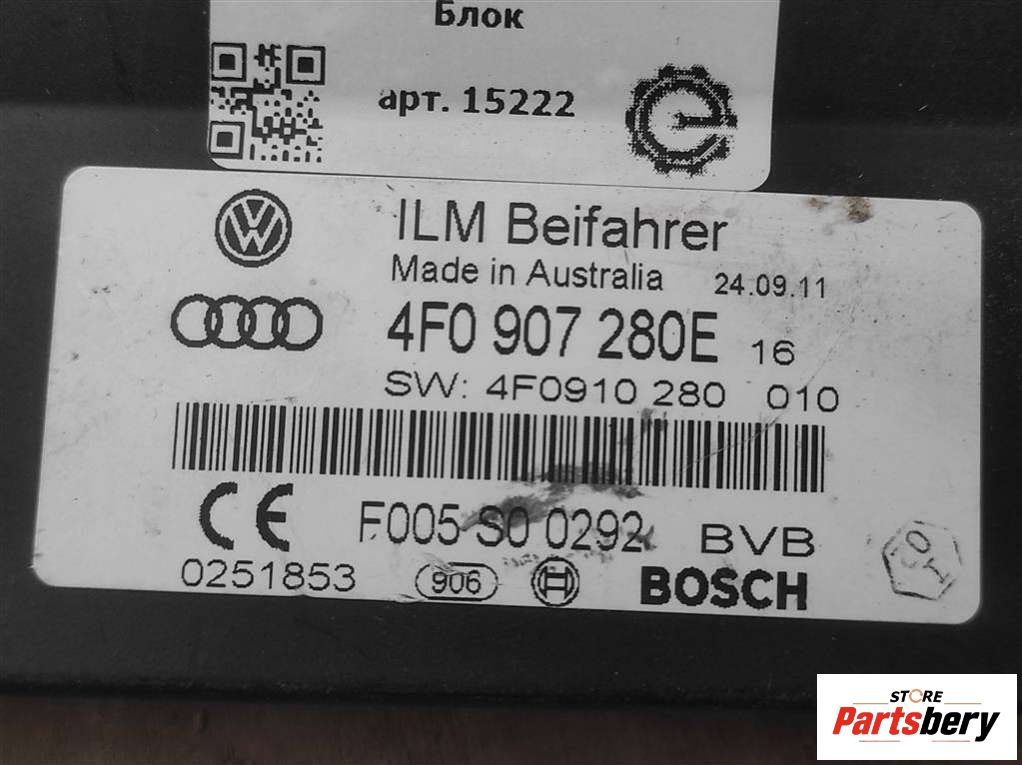 Блок
арт. 15222
ILM Beifahrer
Made in Australia 24.09.11
4F0 907 280E 16
SW: 4F0910 280 010
F005 S0 0292 BVB
0251853 906 BOSCH
STORE
Partsbery